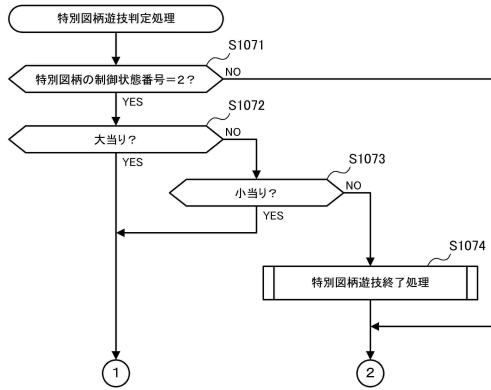 特別図柄遊技判定処理
S1071
特別図柄の制御状態番号=2?
NO
YES
S1072
大当り?
NO
YES
S1073
小当り?
NO
YES
S1074
特別図柄遊技終了処理
1
2